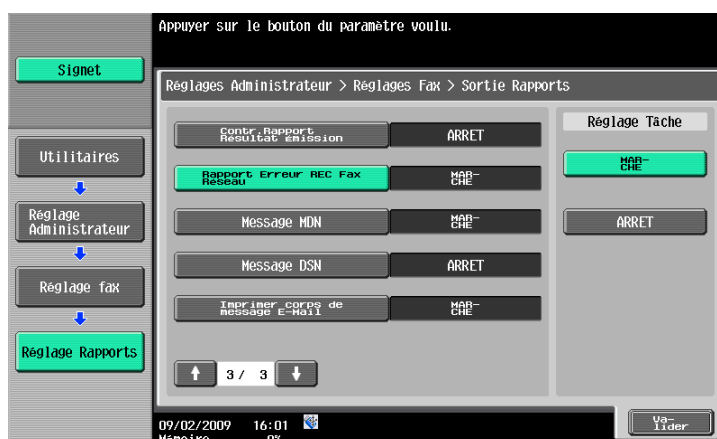 Appuyer sur le bouton du paramètre voulu.
Signet
Réglages Administrateur > Réglages Fax > Sortie Rapports
Utilitaires
Réglage
Administrateur
Réglage fax
Réglage Rapports
Contr.Rapport
Résultat émission
ARRET
Rapport Erreur REC Fax
Réseau
MAR-
CHE
Message MDN
MAR-
CHE
Message DSN
ARRET
Imprimer corps de
message E-Mail
MAR-
CHE
3/ 3
Réglage Tâche
MAR-
CHE
ARRET
09/02/2009 16:01
Mémoire 0%
Va-
lider